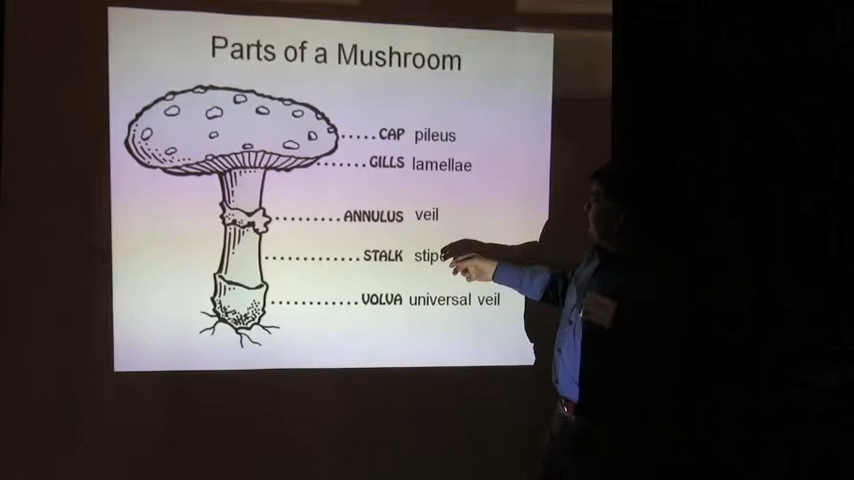 Parts of a Mushroom
CAP pileus
GILLS lamellae
ANNULUS veil
STALK
VOLVA universal veil